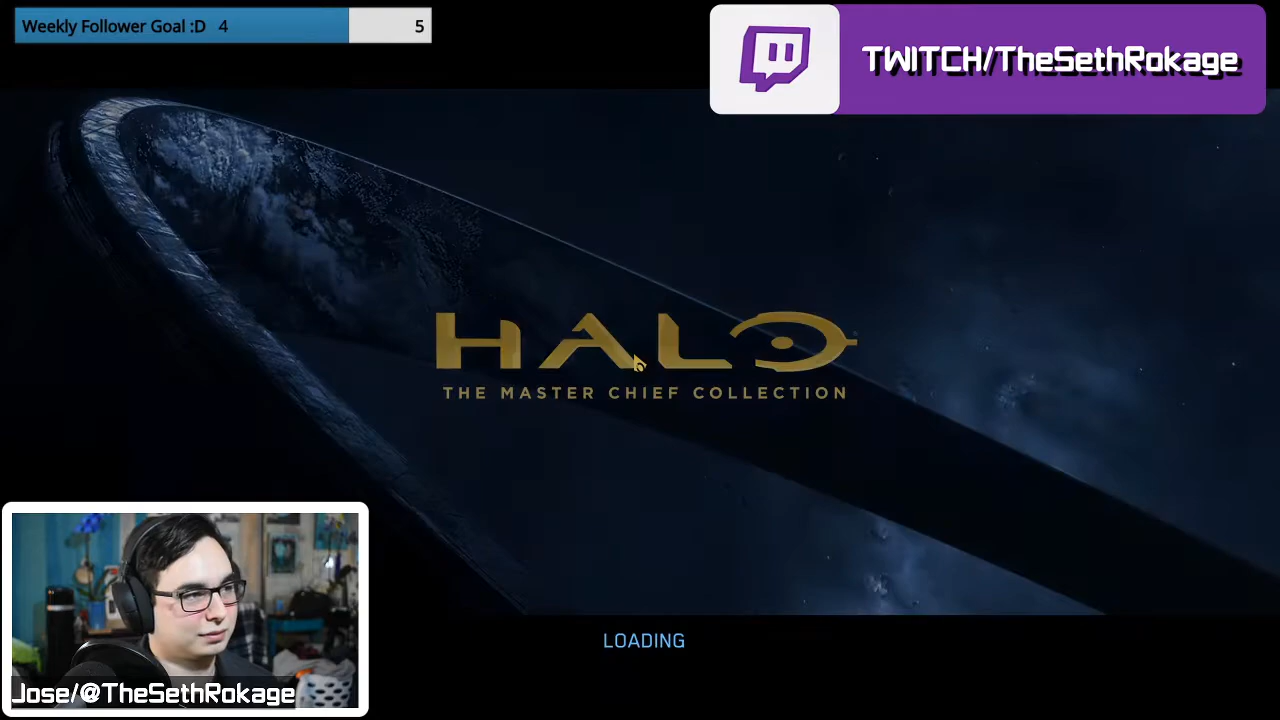 Weekly Follower Goal :D 4 5
TWITCH/TheSethRokage
HALO
THE MASTER CHIEF COLLECTION
LOADING
Jose/@TheSethRokage